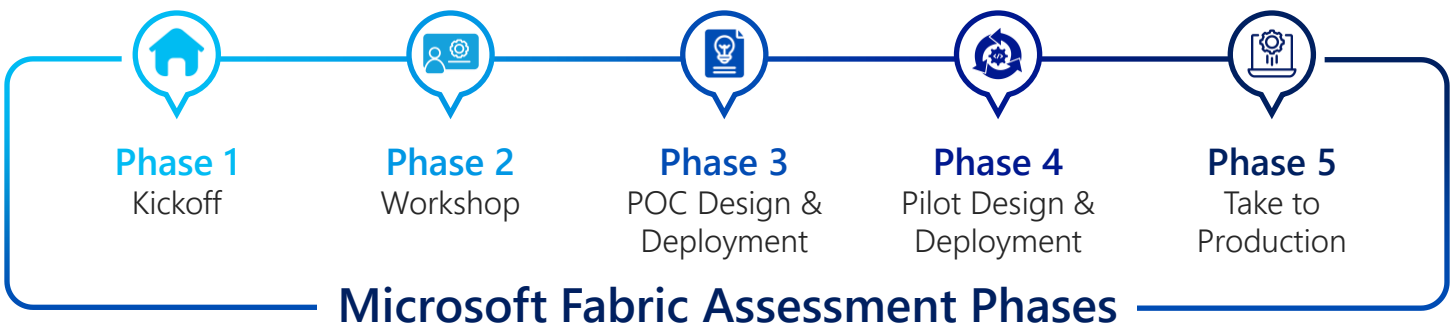 Phase 1
Kickoff
Phase 2
Workshop
Phase 3
POC Design &
Deployment
Phase 4
Pilot Design &
Deployment
Phase 5
Take to
Production
Microsoft Fabric Assessment Phases